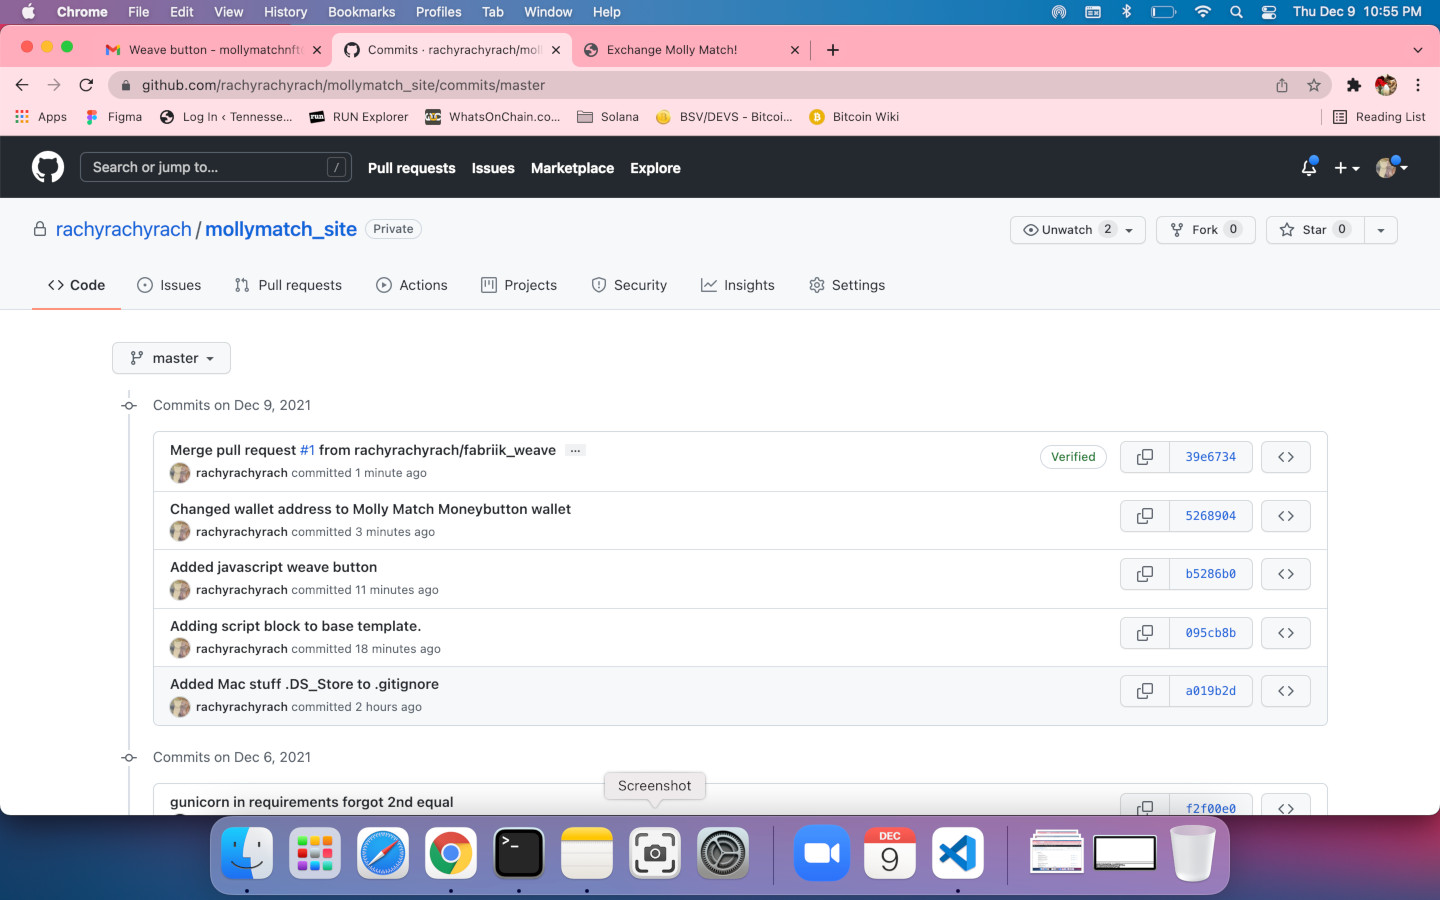 Chrome File Edit View History Bookmarks Profiles Tab Window Help Thu Dec 9 10:55 PM
Weave button - mollymatchnft Commits · rachyrachyrach/mol Exchange Molly Match!
github.com/rachyrachyrach/mollymatch_site/commits/master
Apps Figma Log In ‹ Tennesse... RUN Explorer WhatsOnChain.co... Solana BSV/DEVS - Bitcoi... Bitcoin Wiki Reading List
Search or jump to... / Pull requests Issues Marketplace Explore
rachyrachyrach / mollymatch_site Private Unwatch 2 Fork 0 Star 0
Code Issues Pull requests Actions Projects Security Insights Settings
master
Commits on Dec 9, 2021
Merge pull request #1 from rachyrachyrach/fabriik_weave ...
rachyrachyrach committed 1 minute ago Verified 39e6734
Changed wallet address to Molly Match Moneybutton wallet
rachyrachyrach committed 3 minutes ago 5268904
Added javascript weave button
rachyrachyrach committed 11 minutes ago b5286b0
Adding script block to base template.
rachyrachyrach committed 18 minutes ago 095cb8b
Added Mac stuff .DS_Store to .gitignore
rachyrachyrach committed 2 hours ago a019b2d
Commits on Dec 6, 2021
Screenshot
gunicorn in requirements forgot 2nd equal f2f00e0
DEC
9